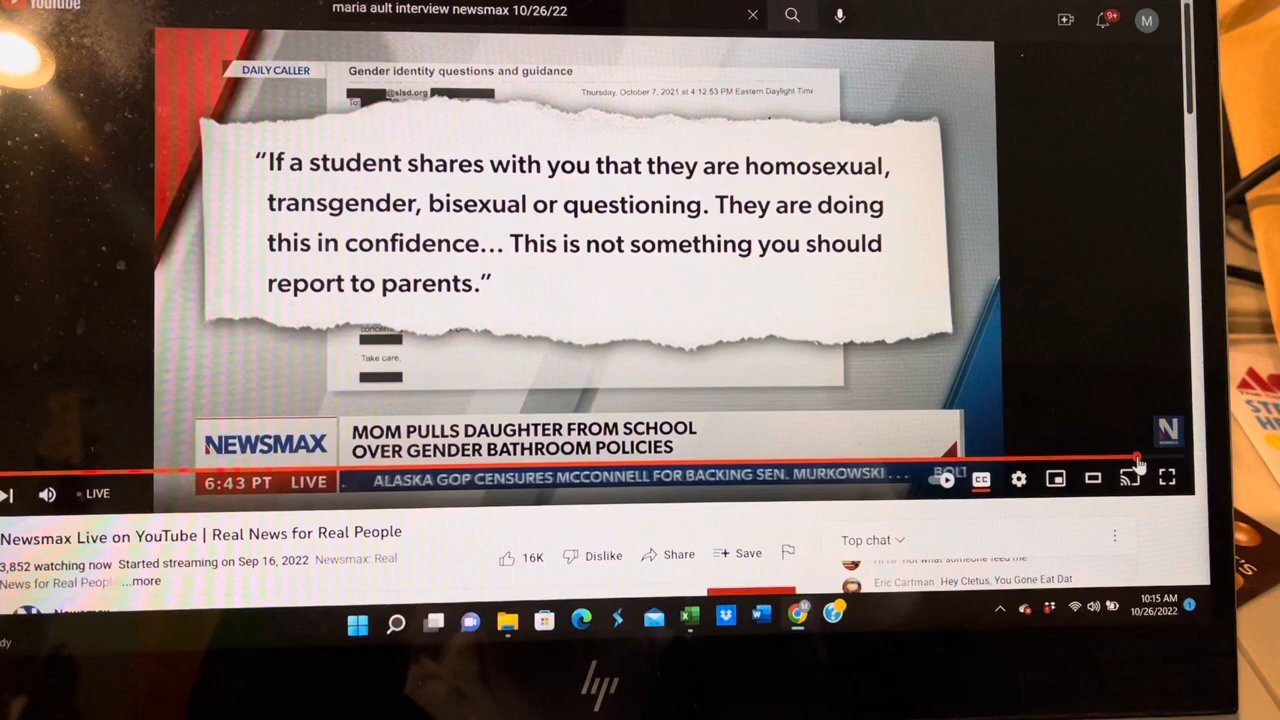 YouTube
maria ault interview newsmax 10/26/22
9+
M
DAILY CALLER
Gender identity questions and guidance
@slsd.org
Thursday, October 7, 2021 at 4:12:53 PM Eastern Daylight Time
To:
“If a student shares with you that they are homosexual,
transgender, bisexual or questioning. They are doing
this in confidence... This is not something you should
report to parents.”
Take care,
NEWSMAX
MOM PULLS DAUGHTER FROM SCHOOL
OVER GENDER BATHROOM POLICIES
N
6:43 PT LIVE
ALASKA GOP CENSURES MCCONNELL FOR BACKING SEN. MURKOWSKI...
BOLT
CC
LIVE
Newsmax Live on YouTube | Real News for Real People
3,852 watching now Started streaming on Sep 16, 2022 Newsmax: Real
News for Real People ...more
16K
Dislike
Share
Save
Top chat
Eric Cartman Hey Cletus, You Gone Eat Dat
10:15 AM
10/26/2022
1
hp